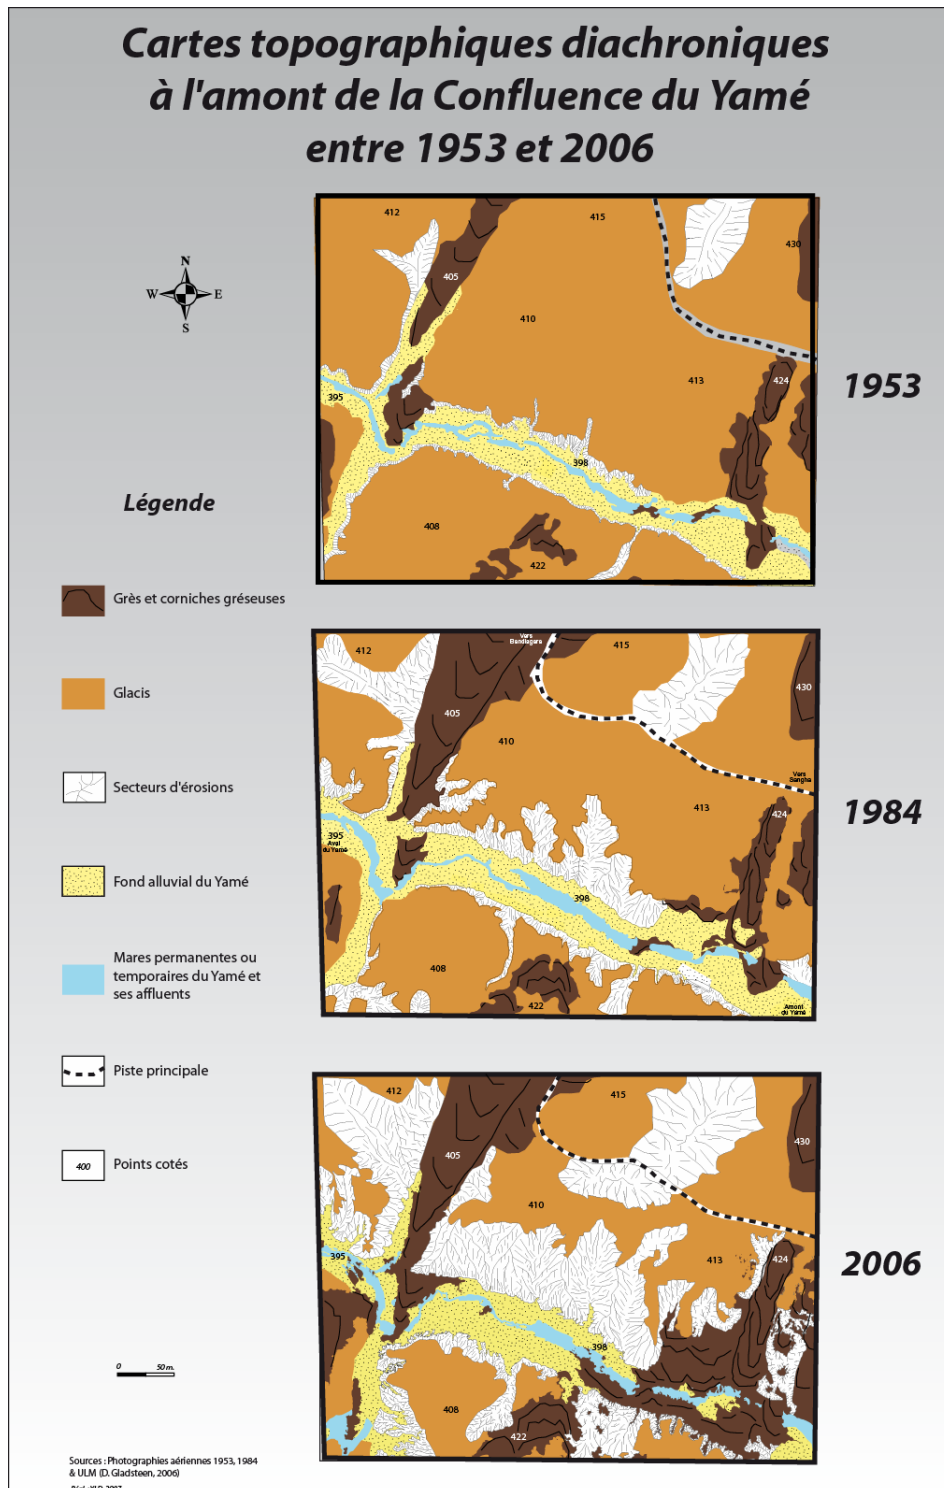 Cartes topographiques diachroniques
à l'amont de la Confluence du Yamé
entre 1953 et 2006
N
W E
S
412
415
430
405
410
413
424
395
398
408
422
1953
Légende
Grès et corniches gréseuses
Glacis
Secteurs d'érosions
Fond alluvial du Yamé
Mares permanentes ou
temporaires du Yamé et
ses affluents
Piste principale
400 Points cotés
Vers
Bandiagara
412
415
430
405
410
Vers
Sangha
413
424
395
Aval
du Yamé
398
408
422
Amont
du Yamé
1984
412
415
430
405
410
413
424
395
398
408
422
2006
0 50 m.
Sources : Photographies aériennes 1953, 1984
& ULM (D. Gladsteen, 2006)